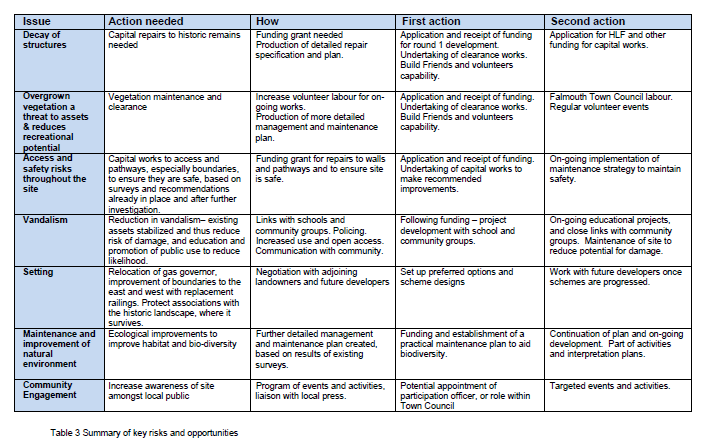 Issue Action needed How First action Second action
Decay of structures
Capital repairs to historic remains
needed
Funding grant needed
Production of detailed repair
specification and plan.
Application and receipt of funding
for round 1 development.
Undertaking of clearance works.
Build Friends and volunteers
capability.
Application for HLF and other
funding for capital works.
Overgrown
vegetation a
threat to assets
& reduces
recreational
potential
Vegetation maintenance and
clearance
Increase volunteer labour for on-
going works.
Production of more detailed
management and maintenance
plan.
Application and receipt of funding.
Undertaking of clearance works.
Build Friends and volunteers
capability.
Falmouth Town Council labour.
Regular volunteer events
Access and
safety risks
throughout the
site
Capital works to access and
pathways, especially boundaries,
to ensure they are safe, based on
surveys and recommendations
already in place and after further
investigation.
Funding grant for repairs to walls
and pathways and to ensure site
is safe.
Application and receipt of funding.
Undertaking of capital works to
make recommended
improvements.
On-going implementation of
maintenance strategy to maintain
safety.
Vandalism
Reduction in vandalism– existing
assets stabilized and thus reduce
risk of damage, and education and
promotion of public use to reduce
likelihood.
Links with schools and
community groups. Policing.
Increased use and open access.
Communication with community.
Following funding – project
development with school and
community groups.
On-going educational projects,
and close links with community
groups. Maintenance of site to
reduce potential for damage.
Setting
Relocation of gas governor,
improvement of boundaries to the
east and west with replacement
railings. Protect associations with
the historic landscape, where it
survives.
Negotiation with adjoining
landowners and future developers
Set up preferred options and
scheme designs
Work with future developers once
schemes are progressed.
Maintenance and
improvement of
natural
environment
Ecological improvements to
improve habitat and bio-diversity
Further detailed management
and maintenance plan created,
based on results of existing
surveys.
Funding and establishment of a
practical maintenance plan to aid
biodiversity.
Continuation of plan and on-going
development. Part of activities
and interpretation plans.
Community
Engagement
Increase awareness of site
amongst local public
Program of events and activities,
liaison with local press.
Potential appointment of
participation officer, or role within
Town Council
Targeted events and activities.
Table 3 Summary of key risks and opportunities